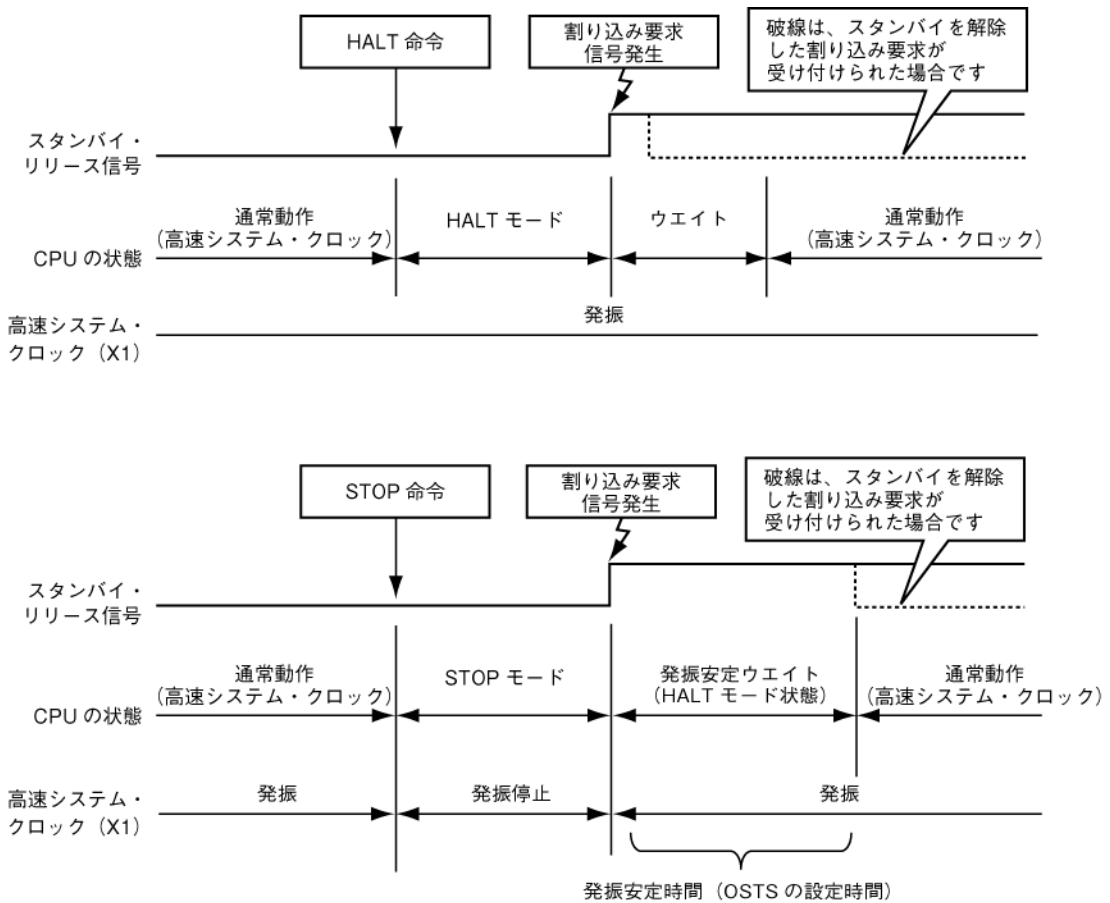 HALT 命令
割り込み要求
信号発生
破線は、スタンバイを解除
した割り込み要求が
受け付けられた場合です
スタンバイ・
リリース信号
通常動作
(高速システム・クロック)
HALT モード
ウエイト
通常動作
(高速システム・クロック)
CPU の状態
発振
高速システム・
クロック（X1）
STOP 命令
割り込み要求
信号発生
破線は、スタンバイを解除
した割り込み要求が
受け付けられた場合です
スタンバイ・
リリース信号
通常動作
(高速システム・クロック)
STOP モード
発振安定ウエイト
(HALT モード状態)
通常動作
(高速システム・クロック)
CPU の状態
高速システム・
クロック（X1）
発振
発振停止
発振
発振安定時間（OSTS の設定時間）